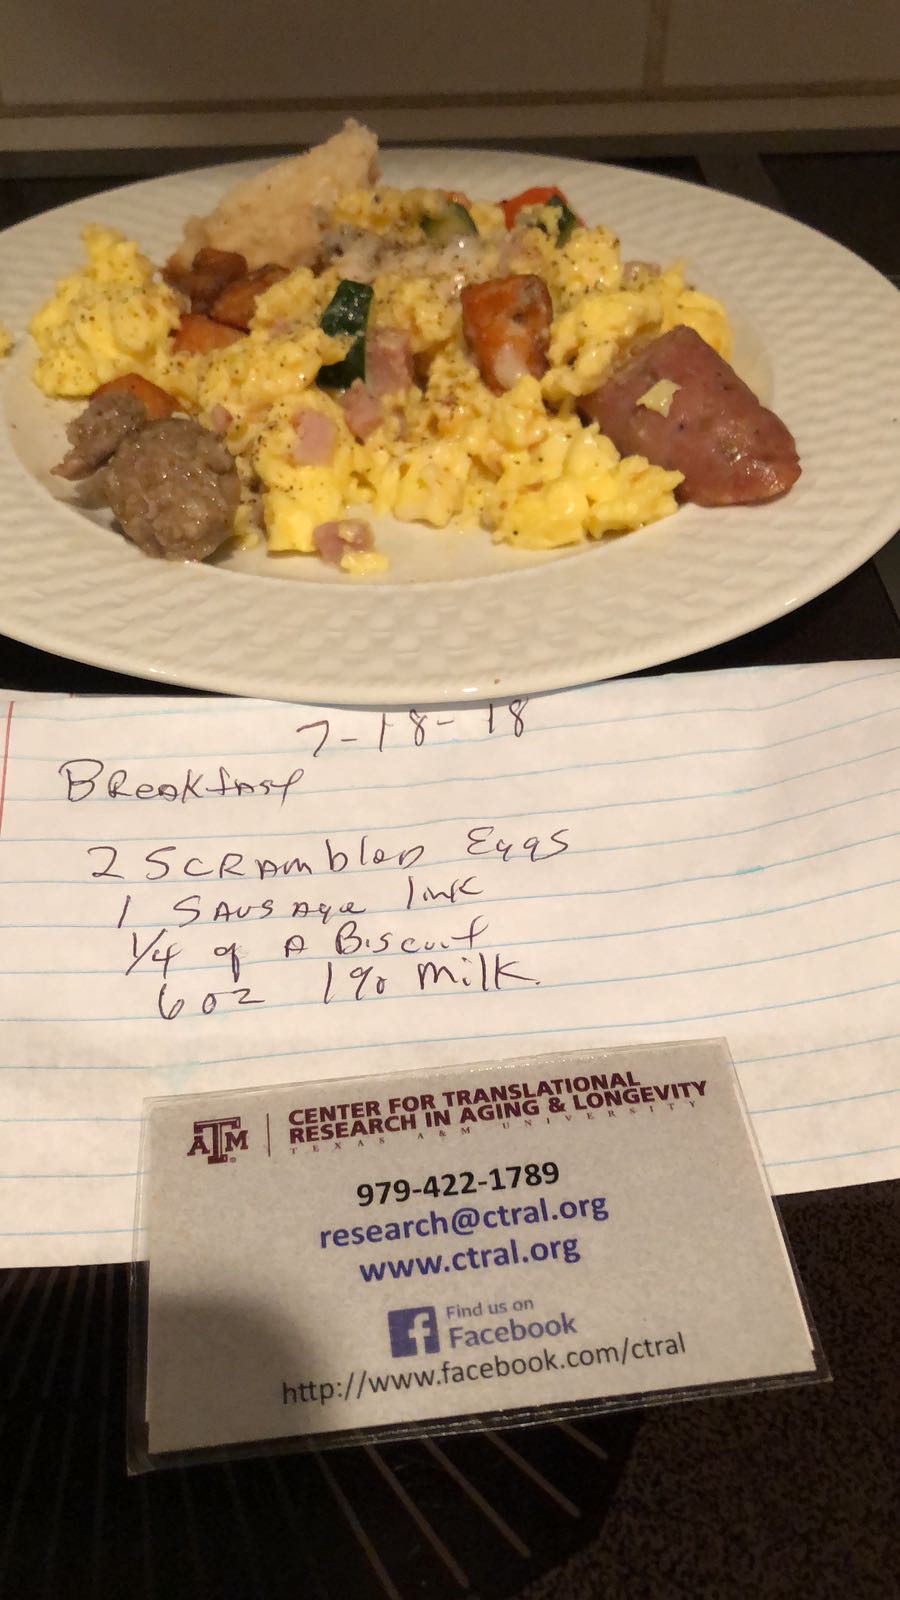 7-18-18
Breakfast
2 Scrambled Eggs
1 Sausage link
1/4 of A Biscuit
6 oz 1% Milk.
ATM
CENTER FOR TRANSLATIONAL
RESEARCH IN AGING & LONGEVITY
TEXAS A&M UNIVERSITY
979-422-1789
research@ctral.org
www.ctral.org
f Find us on
Facebook
http://www.facebook.com/ctral